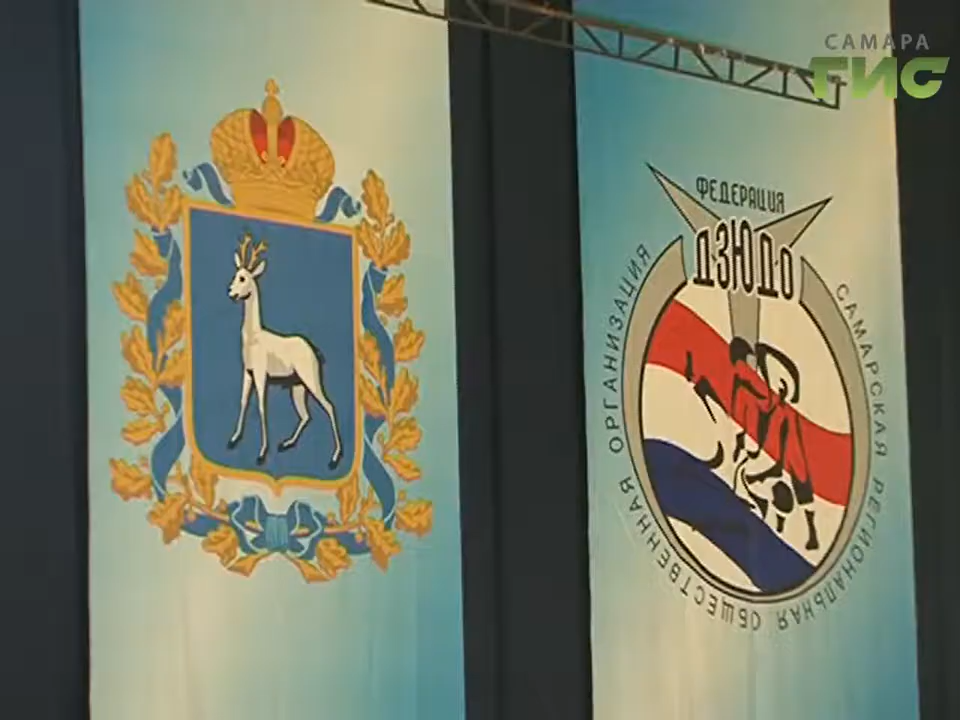 САМАРА
ГИС
ФЕДЕРАЦИЯ
ДЗЮДО
САМАРСКАЯ РЕГИОНАЛЬНАЯ ОБЩЕСТВЕННАЯ ОРГАНИЗАЦИЯ